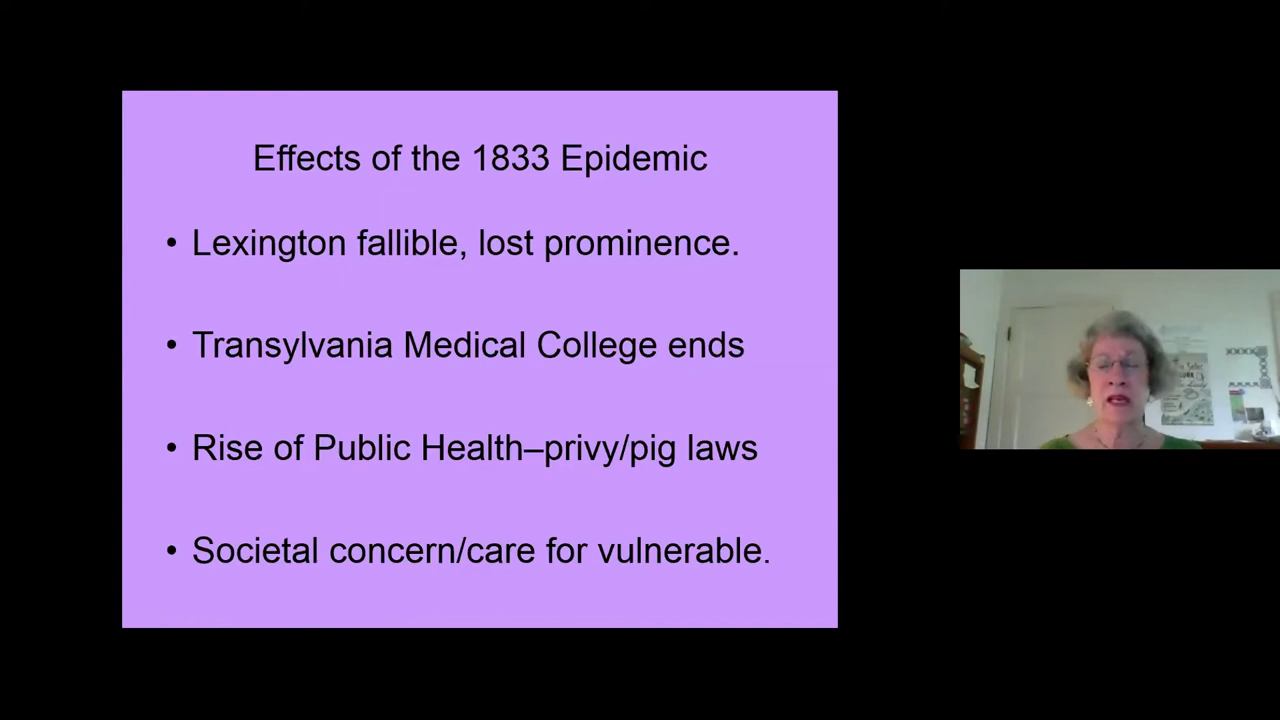 Effects of the 1833 Epidemic
• Lexington fallible, lost prominence.
• Transylvania Medical College ends
• Rise of Public Health–privy/pig laws
• Societal concern/care for vulnerable.